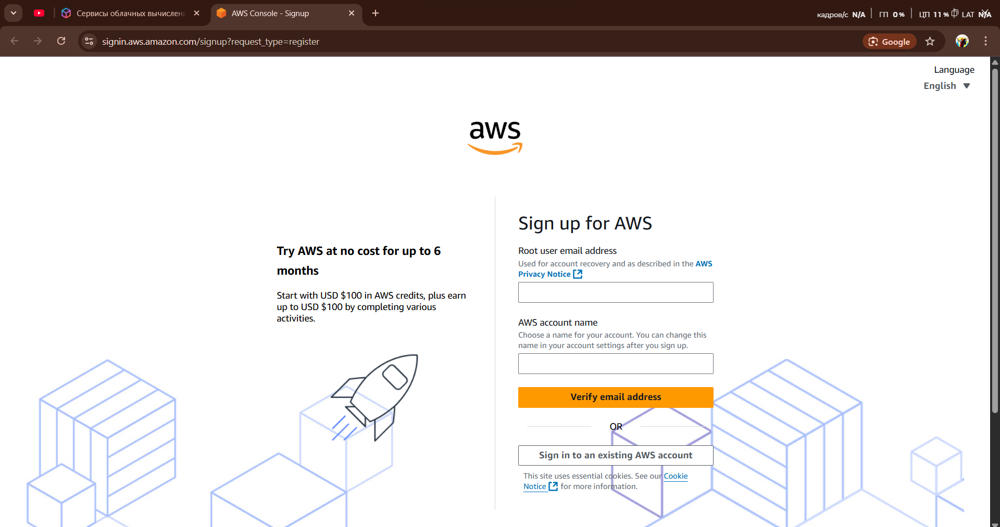 Сервисы облачных вычислен
AWS Console - Signup
кадров/с N/A ГП 0% ЦП 11% LAT N/A
signin.aws.amazon.com/signup?request_type=register
Google
Language
English
aws
Try AWS at no cost for up to 6
months
Start with USD $100 in AWS credits, plus earn
up to USD $100 by completing various
activities.
Sign up for AWS
Root user email address
Used for account recovery and as described in the AWS
Privacy Notice
AWS account name
Choose a name for your account. You can change this
name in your account settings after you sign up.
Verify email address
OR
Sign in to an existing AWS account
This site uses essential cookies. See our Cookie
Notice for more information.